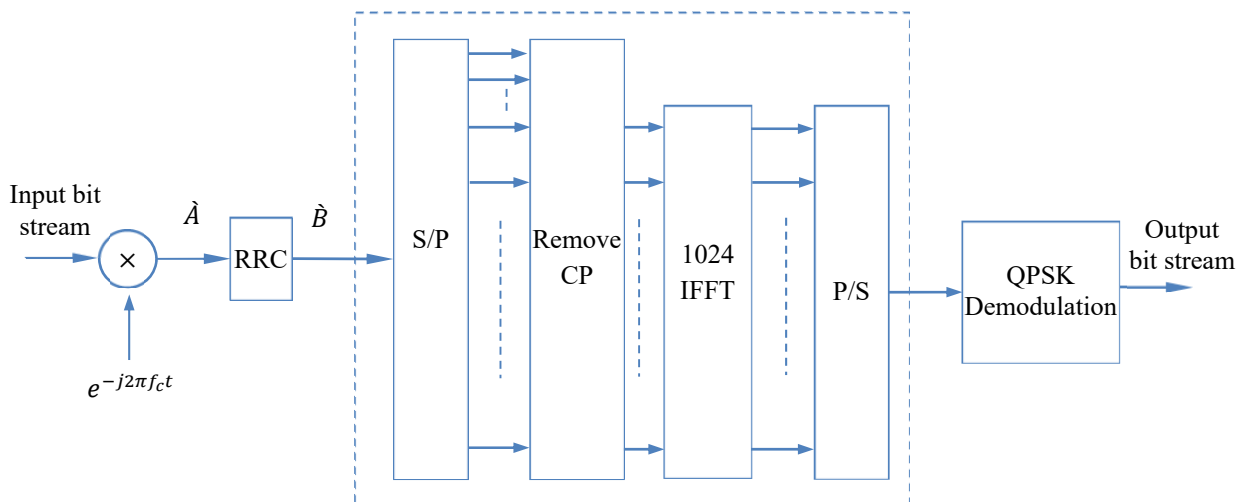 Input bit
stream
×
e^{-j2πf_c t}
À
RRC
B̀
S/P
Remove
CP
1024
IFFT
P/S
QPSK
Demodulation
Output
bit stream